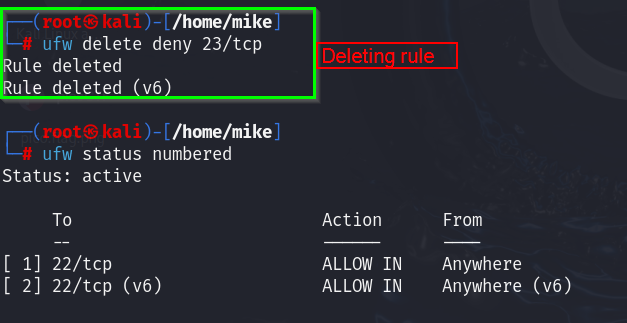 ┌──(root㉿kali)-[/home/mike]
└─# ufw delete deny 23/tcp
Deleting rule
Rule deleted
Rule deleted (v6)
┌──(root㉿kali)-[/home/mike]
└─# ufw status numbered
Status: active
To Action From
-- ------ ----
[ 1] 22/tcp ALLOW IN Anywhere
[ 2] 22/tcp (v6) ALLOW IN Anywhere (v6)